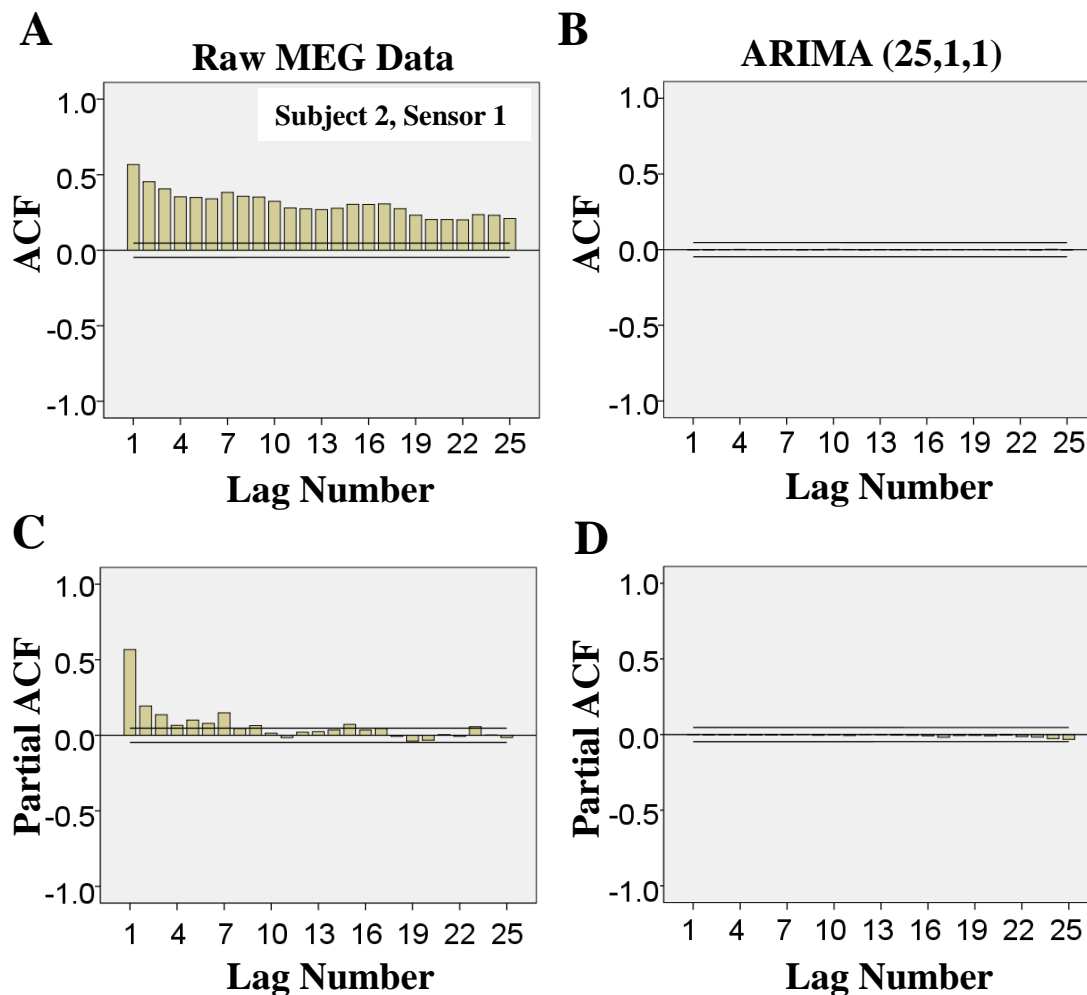 A
Raw MEG Data
Subject 2, Sensor 1
ACF
1.0
0.5
0.0
-0.5
-1.0
1 4 7 10 13 16 19 22 25
Lag Number
B
ARIMA (25,1,1)
ACF
1.0
0.5
0.0
-0.5
-1.0
1 4 7 10 13 16 19 22 25
Lag Number
C
Partial ACF
1.0
0.5
0.0
-0.5
-1.0
1 4 7 10 13 16 19 22 25
Lag Number
D
Partial ACF
1.0
0.5
0.0
-0.5
-1.0
1 4 7 10 13 16 19 22 25
Lag Number